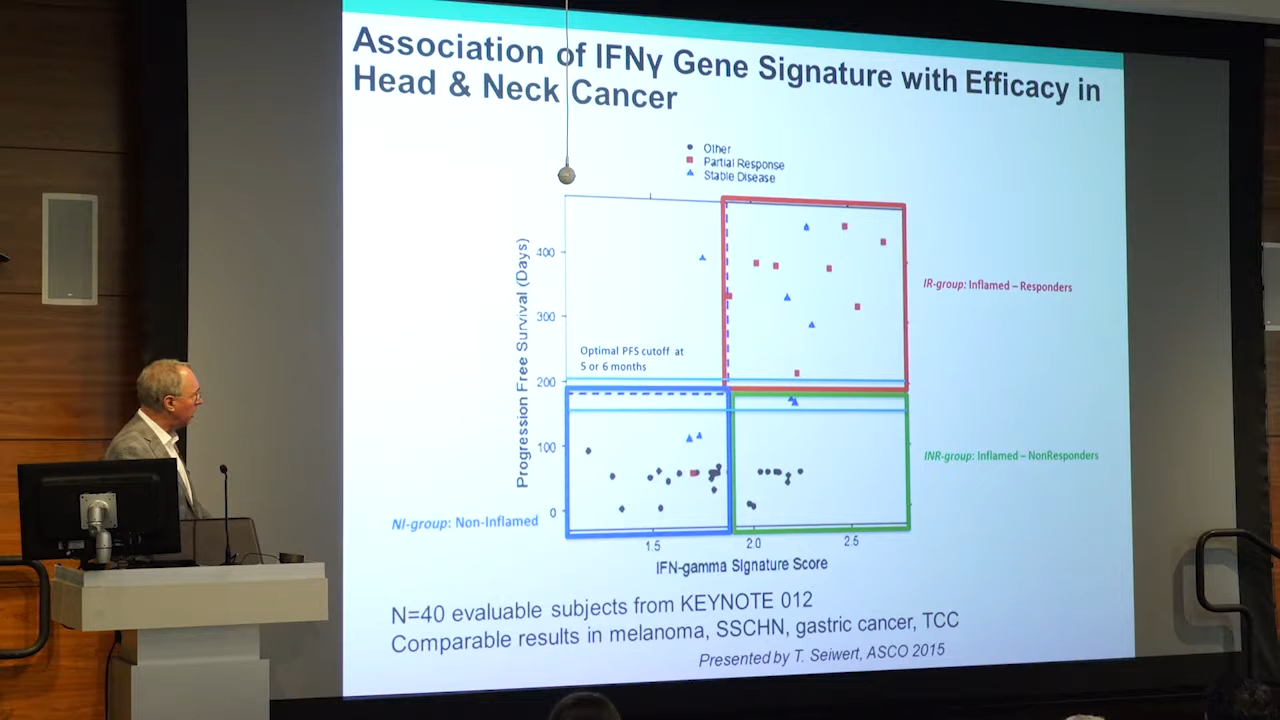 Association of IFNγ Gene Signature with Efficacy in
Head & Neck Cancer
Other
Partial Response
Stable Disease
Progression Free Survival (Days)
400
300
200
100
0
Optimal PFS cutoff at
5 or 6 months
IR-group: Inflamed – Responders
INR-group: Inflamed – NonResponders
NI-group: Non-Inflamed
1.5 2.0 2.5
IFN-gamma Signature Score
N=40 evaluable subjects from KEYNOTE 012
Comparable results in melanoma, SSCHN, gastric cancer, TCC
Presented by T. Seiwert, ASCO 2015